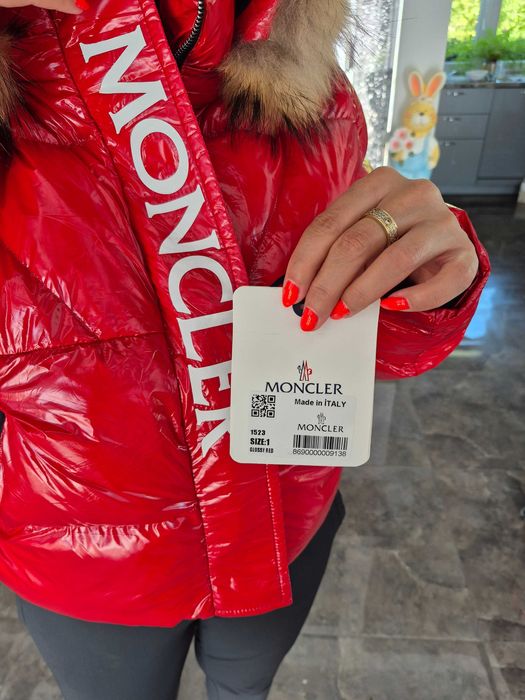 MONCLER
MONCLER
Made in İTALY
MONCLER
1523
SIZE:1
GLOSSY RED
8690000009138